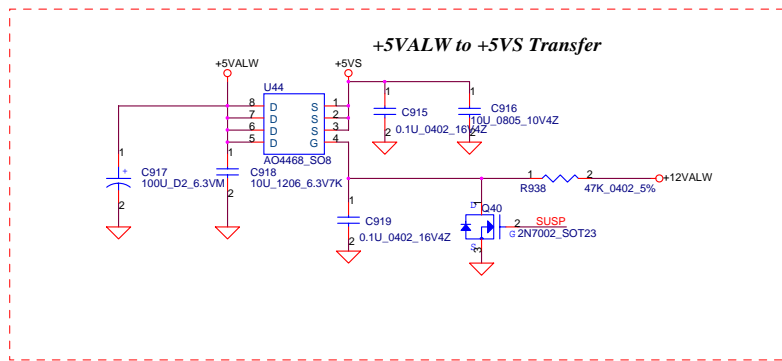 +5VALW to +5VS Transfer
+5VALW
+5VS
U44
8 D S 1
7 D S 2
6 D S 3
5 D G 4
AO4468_SO8
1
C915
2
0.1U_0402_16V4Z
1
C916
2
10U_0805_10V4Z
1
+
C917
2
100U_D2_6.3VM
1
C918
2
10U_1206_6.3V7K
1
C919
2
0.1U_0402_16V4Z
1 2
R938
47K_0402_5%
+12VALW
D 1
Q40
2 SUSP
G
2N7002_SOT23
S 3